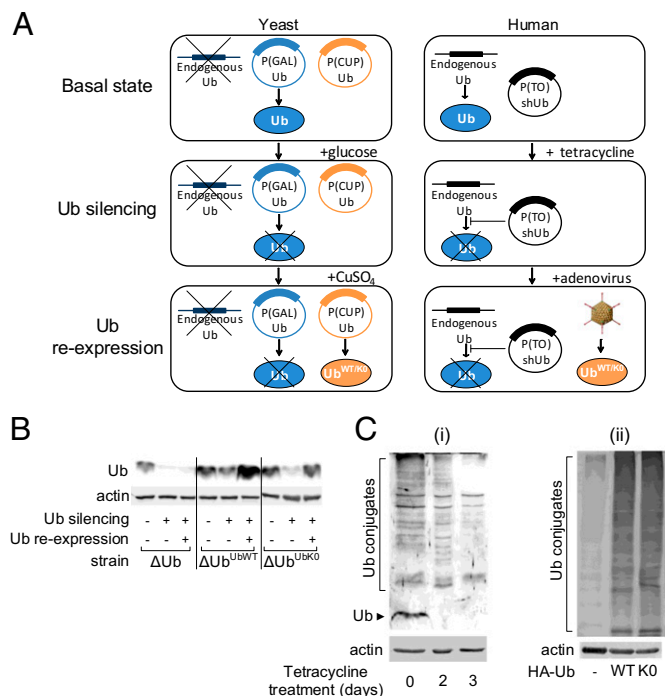 A
Yeast
Human
Basal state
Endogenous
Ub
P(GAL)
Ub
P(CUP)
Ub
Ub
Endogenous
Ub
P(TO)
shUb
Ub
+glucose
+ tetracycline
Ub silencing
Endogenous
Ub
P(GAL)
Ub
P(CUP)
Ub
Ub
Endogenous
Ub
P(TO)
shUb
Ub
+CuSO4
+adenovirus
Ub
re-expression
Endogenous
Ub
P(GAL)
Ub
P(CUP)
Ub
Ub
UbWT/K0
Endogenous
Ub
P(TO)
shUb
Ub
UbWT/K0
B
Ub
actin
Ub silencing - + + - + + - + +
Ub re-expression - - + - - + - - +
strain ΔUb ΔUbUbWT ΔUbUbK0
C
(i)
Ub conjugates
Ub
actin
Tetracycline
treatment (days) 0 2 3
(ii)
Ub conjugates
actin
HA-Ub - WT K0